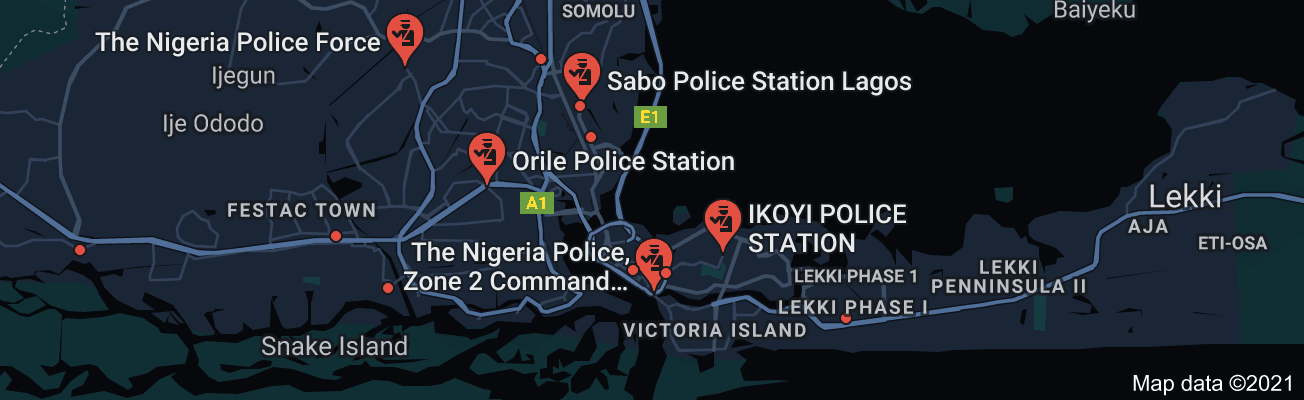 SOMOLU
Baiyeku
The Nigeria Police Force
Ijegun
Sabo Police Station Lagos
E1
Ije Ododo
Orile Police Station
A1
Lekki
FESTAC TOWN
IKOYI POLICE
STATION
AJA
ETI-OSA
The Nigeria Police,
Zone 2 Command...
LEKKI PHASE 1
LEKKI
PENNINSULA II
LEKKI PHASE I
VICTORIA ISLAND
Snake Island
Map data ©2021